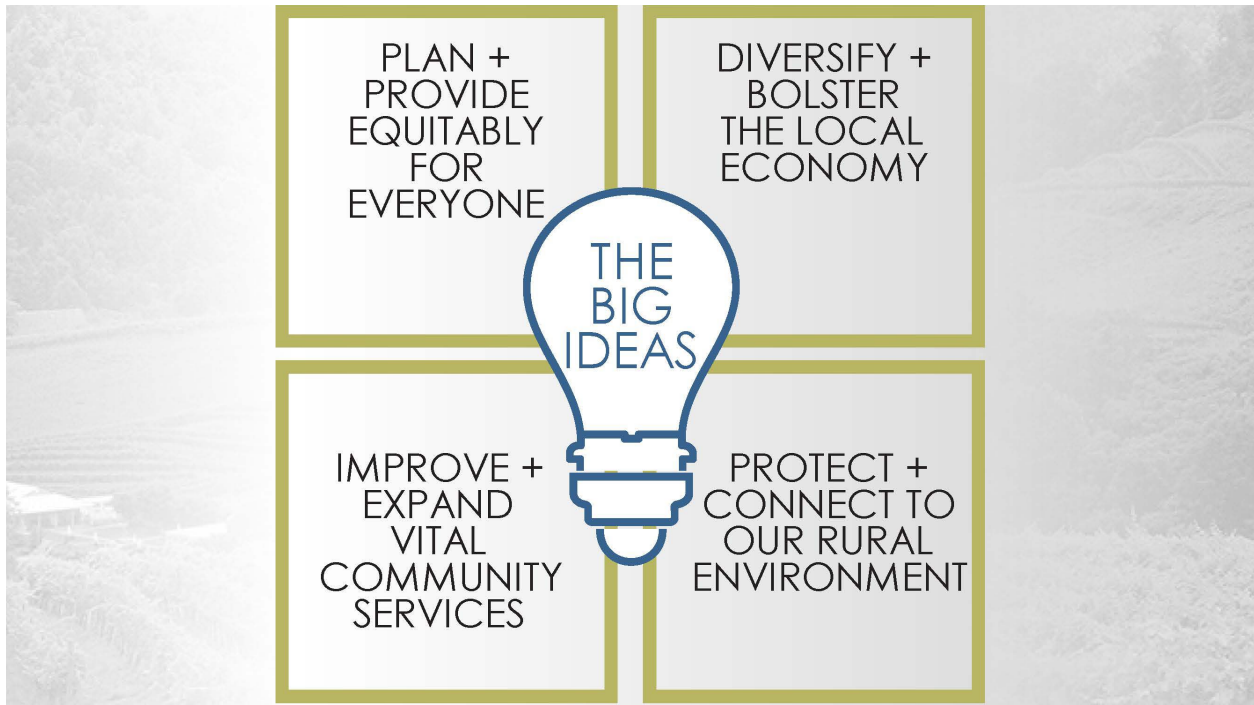 PLAN +
PROVIDE
EQUITABLY
FOR
EVERYONE
DIVERSIFY +
BOLSTER
THE LOCAL
ECONOMY
THE
BIG
IDEAS
IMPROVE +
EXPAND
VITAL
COMMUNITY
SERVICES
PROTECT +
CONNECT TO
OUR RURAL
ENVIRONMENT